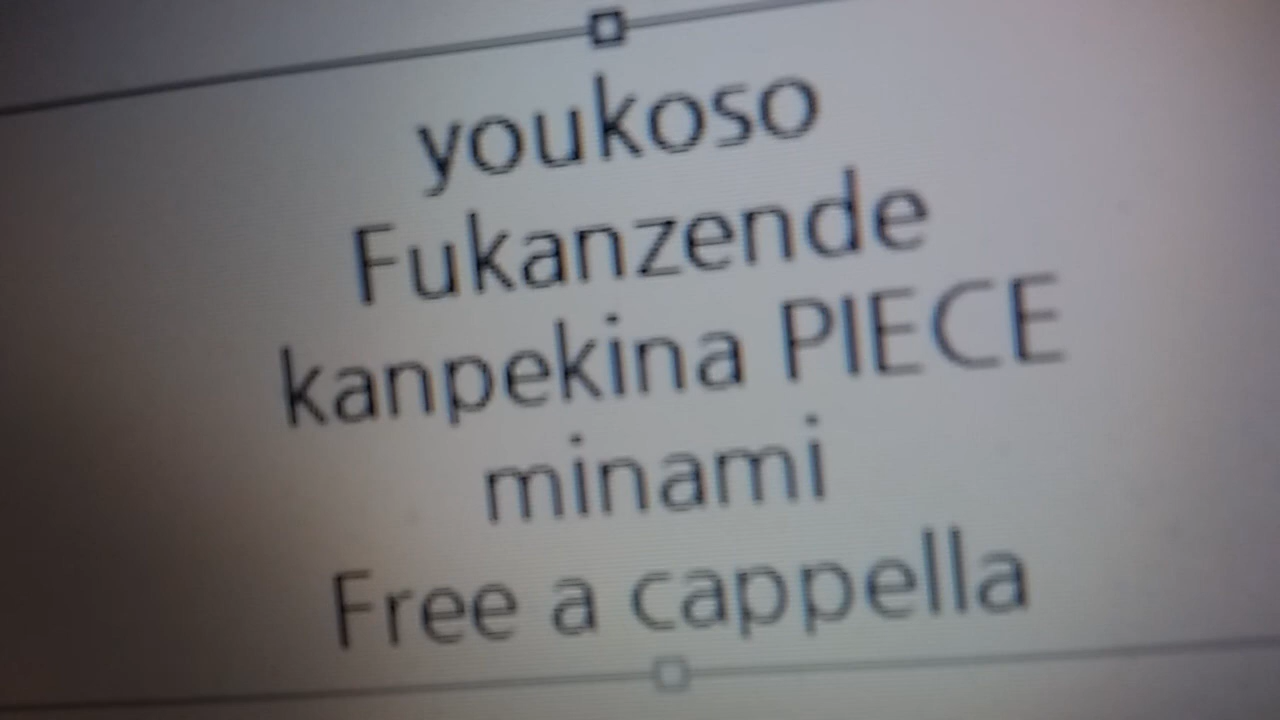 youkoso
Fukanzende
kanpekina PIECE
minami
Free a cappella